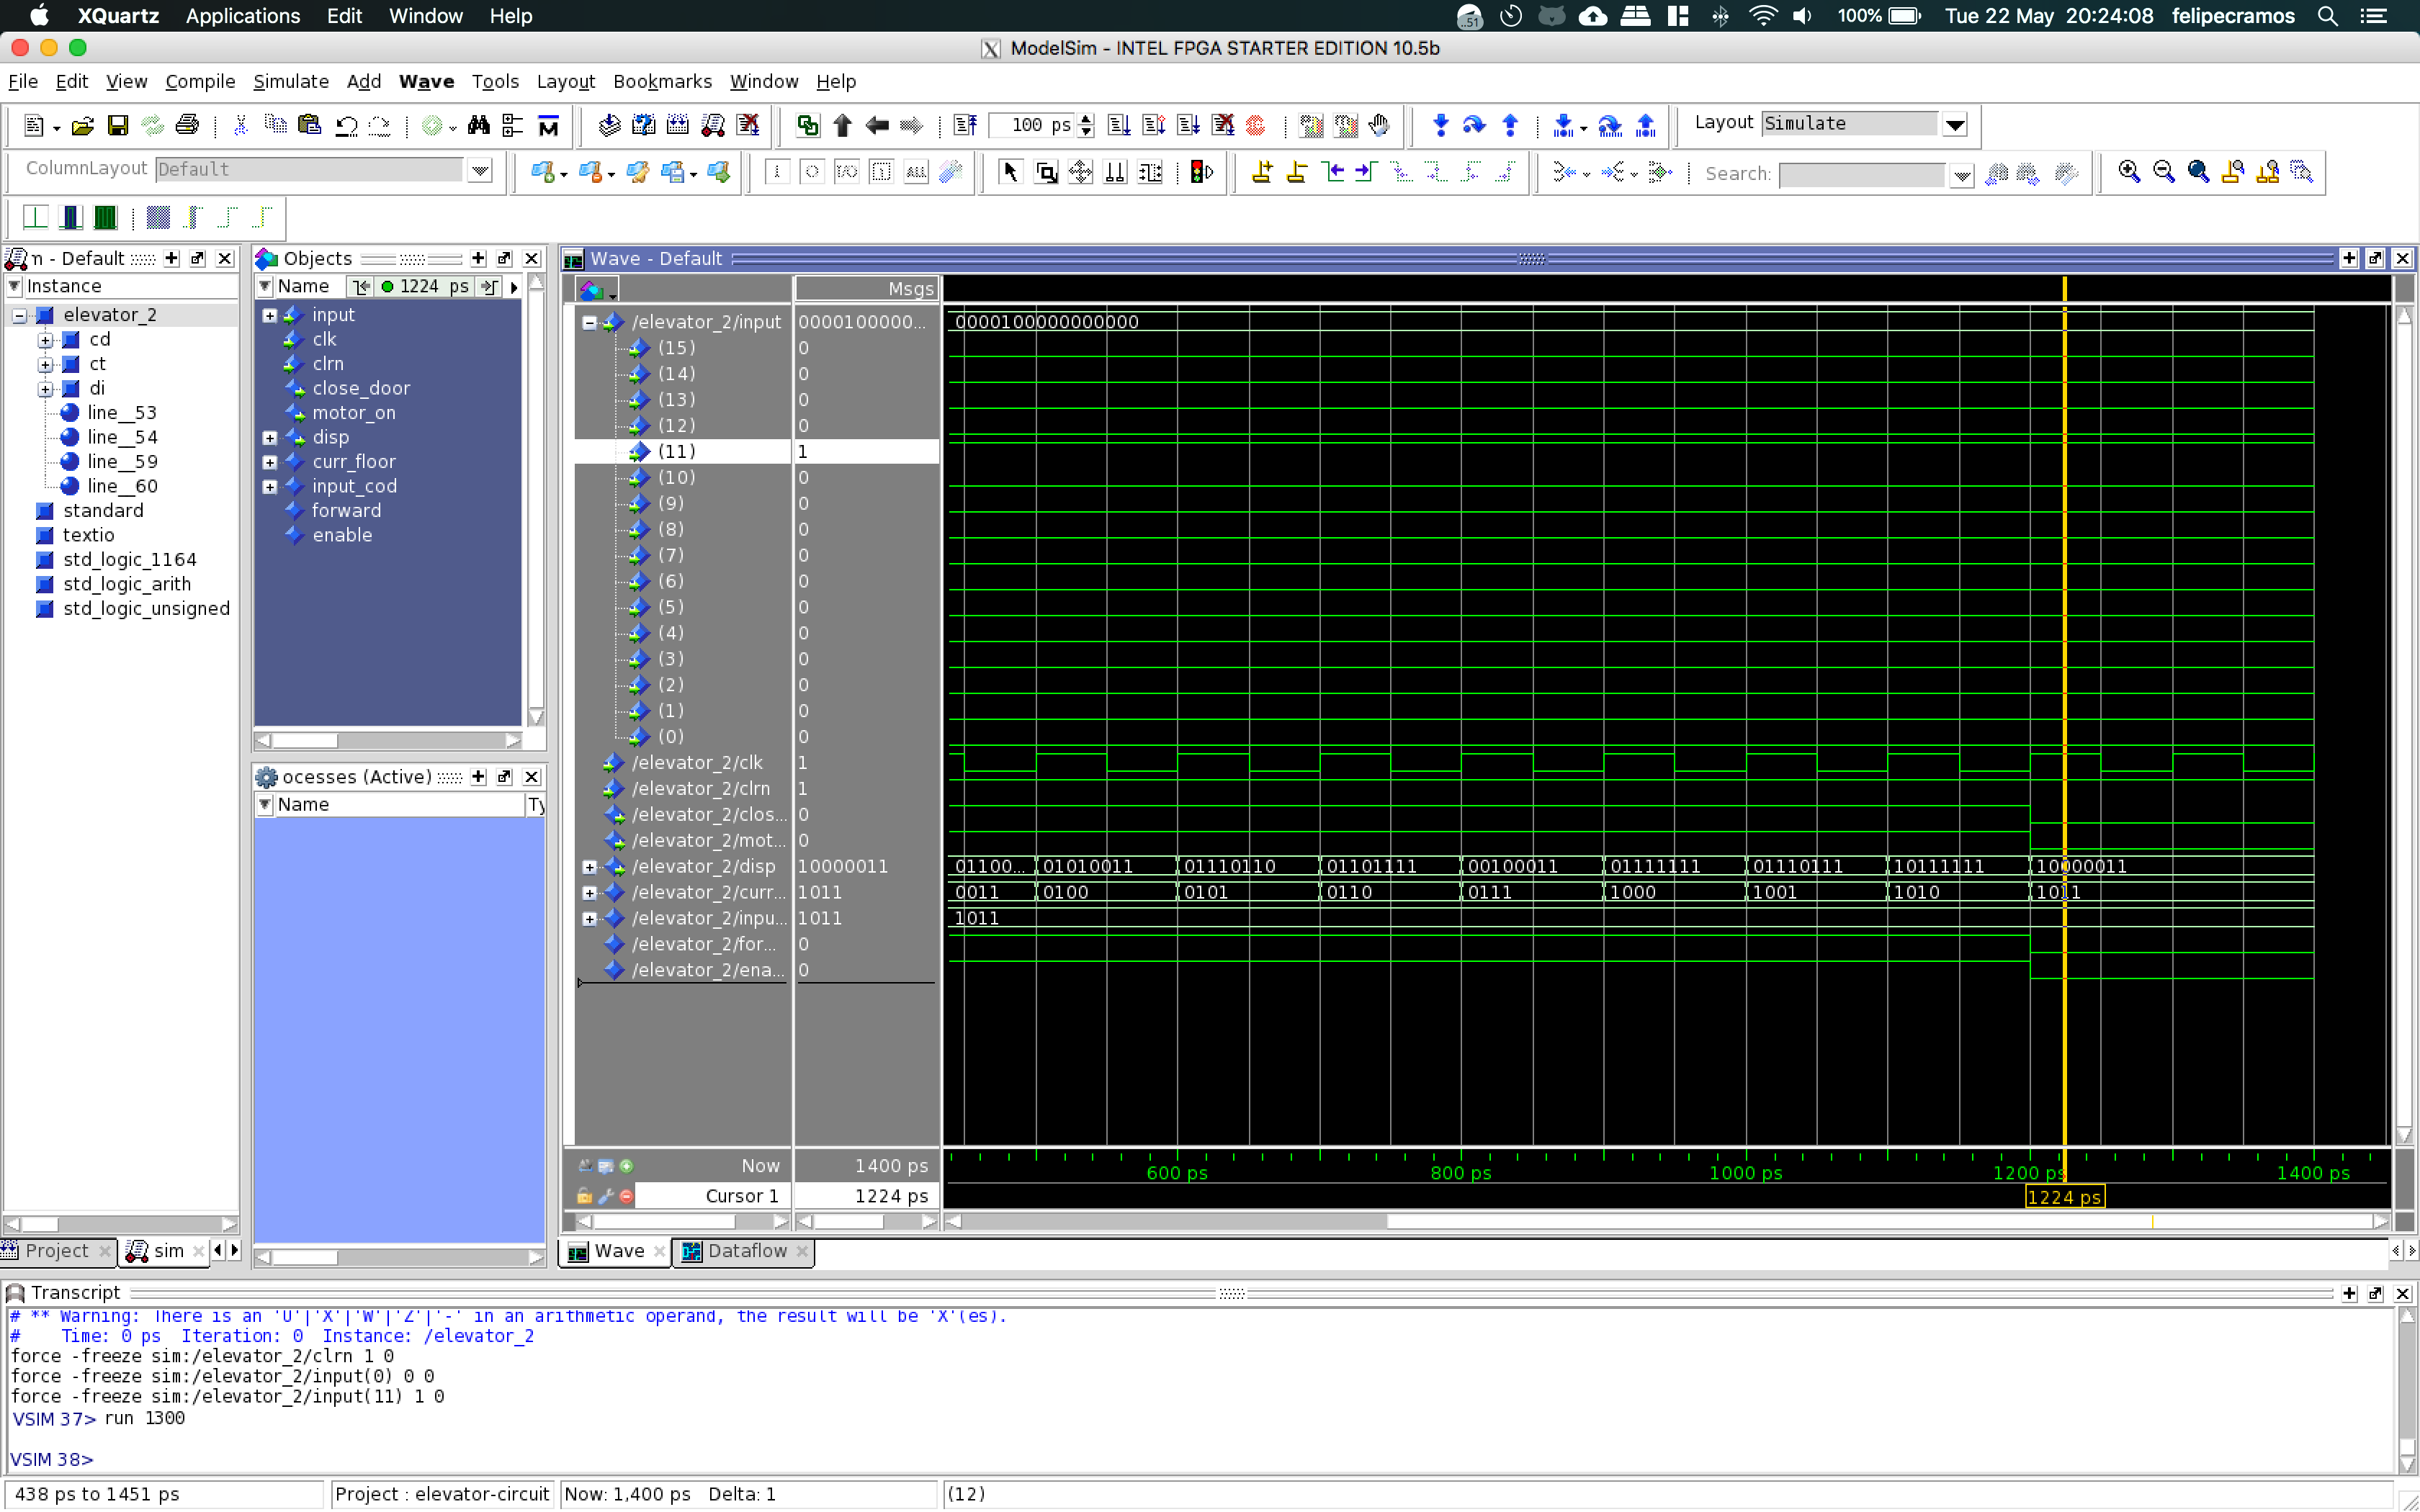 XQuartz Applications Edit Window Help
..51 100% Tue 22 May 20:24:08 felipecramos
ModelSim - INTEL FPGA STARTER EDITION 10.5b
File Edit View Compile Simulate Add Wave Tools Layout Bookmarks Window Help
100 ps Layout Simulate
ColumnLayout Default ALL Search:
m - Default
Instance
elevator_2
cd
ct
di
line__53
line__54
line__59
line__60
standard
textio
std_logic_1164
std_logic_arith
std_logic_unsigned
Project sim
Objects
Name 1224 ps
input
clk
clrn
close_door
motor_on
disp
curr_floor
input_cod
forward
enable
ocesses (Active)
Name Ty
Wave - Default
Msgs
/elevator_2/input 0000100000... 0000100000000000
(15) 0
(14) 0
(13) 0
(12) 0
(11) 1
(10) 0
(9) 0
(8) 0
(7) 0
(6) 0
(5) 0
(4) 0
(3) 0
(2) 0
(1) 0
(0) 0
/elevator_2/clk 1
/elevator_2/clrn 1
/elevator_2/clos... 0
/elevator_2/mot... 0
/elevator_2/disp 10000011 01100... 01010011 01110110 01101111 00100011 01111111 01110111 10111111 10000011
/elevator_2/curr... 1011 0011 0100 0101 0110 0111 1000 1001 1010 1011
/elevator_2/inpu... 1011 1011
/elevator_2/for... 0
/elevator_2/ena... 0
Now 1400 ps 600 ps 800 ps 1000 ps 1200 ps 1400 ps
Cursor 1 1224 ps 1224 ps
Wave Dataflow
Transcript
# ** Warning: There is an 'U'|'X'|'W'|'Z'|'-' in an arithmetic operand, the result will be 'X'(es).
# Time: 0 ps Iteration: 0 Instance: /elevator_2
force -freeze sim:/elevator_2/clrn 1 0
force -freeze sim:/elevator_2/input(0) 0 0
force -freeze sim:/elevator_2/input(11) 1 0
VSIM 37> run 1300
VSIM 38>
438 ps to 1451 ps Project : elevator-circuit Now: 1,400 ps Delta: 1 (12)